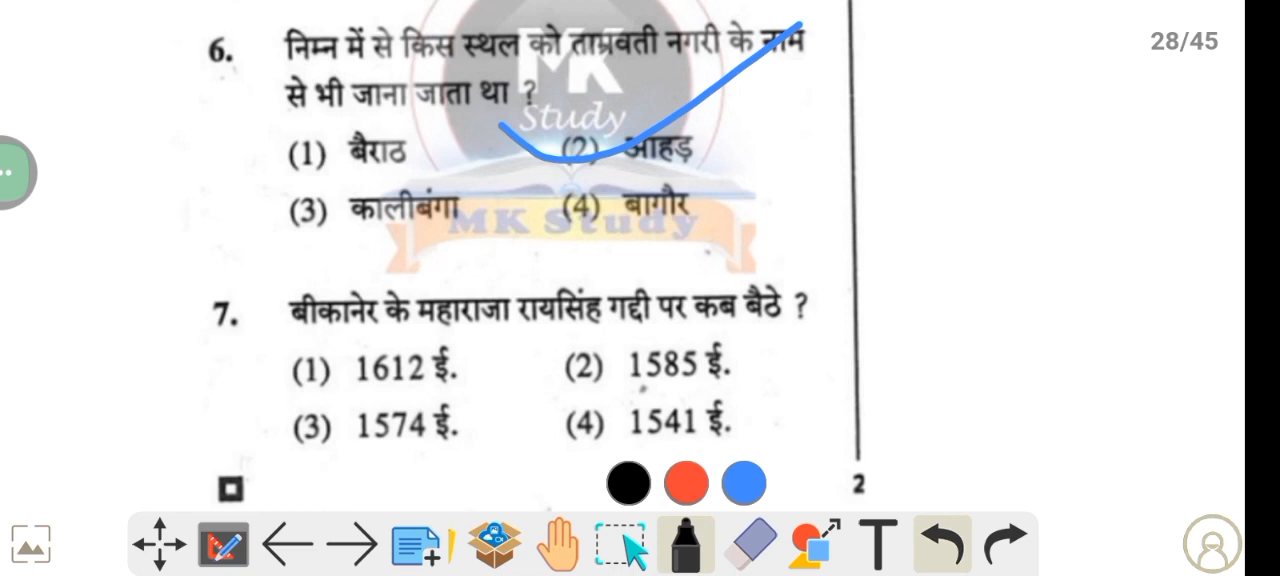 28/45
MK
Study
MK Study
6. निम्न में से किस स्थल को ताम्रवती नगरी के नाम
से भी जाना जाता था ?
(1) बैराठ (2) आहड़
(3) कालीबंगा (4) बागौर
7. बीकानेर के महाराजा रायसिंह गद्दी पर कब बैठे ?
(1) 1612 ई. (2) 1585 ई.
(3) 1574 ई. (4) 1541 ई.
2
T